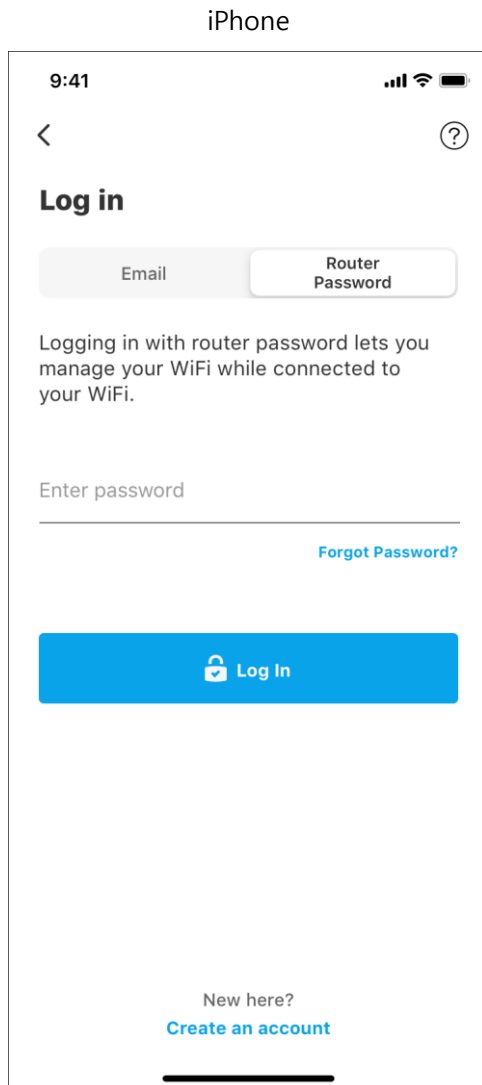 iPhone
9:41
Log in
Email
Router
Password
Logging in with router password lets you
manage your WiFi while connected to
your WiFi.
Enter password
Forgot Password?
Log In
New here?
Create an account